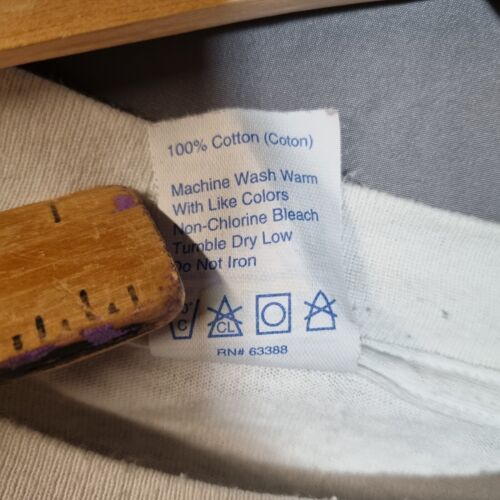 100% Cotton (Coton)
Machine Wash Warm
With Like Colors
Non-Chlorine Bleach
Tumble Dry Low
Do Not Iron
C CL
RN# 63388